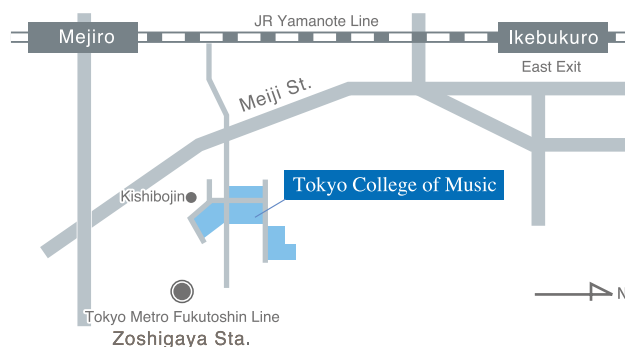 JR Yamanote Line
Mejiro
Ikebukuro
East Exit
Meiji St.
Tokyo College of Music
Kishibojin
N
Tokyo Metro Fukutoshin Line
Zoshigaya Sta.